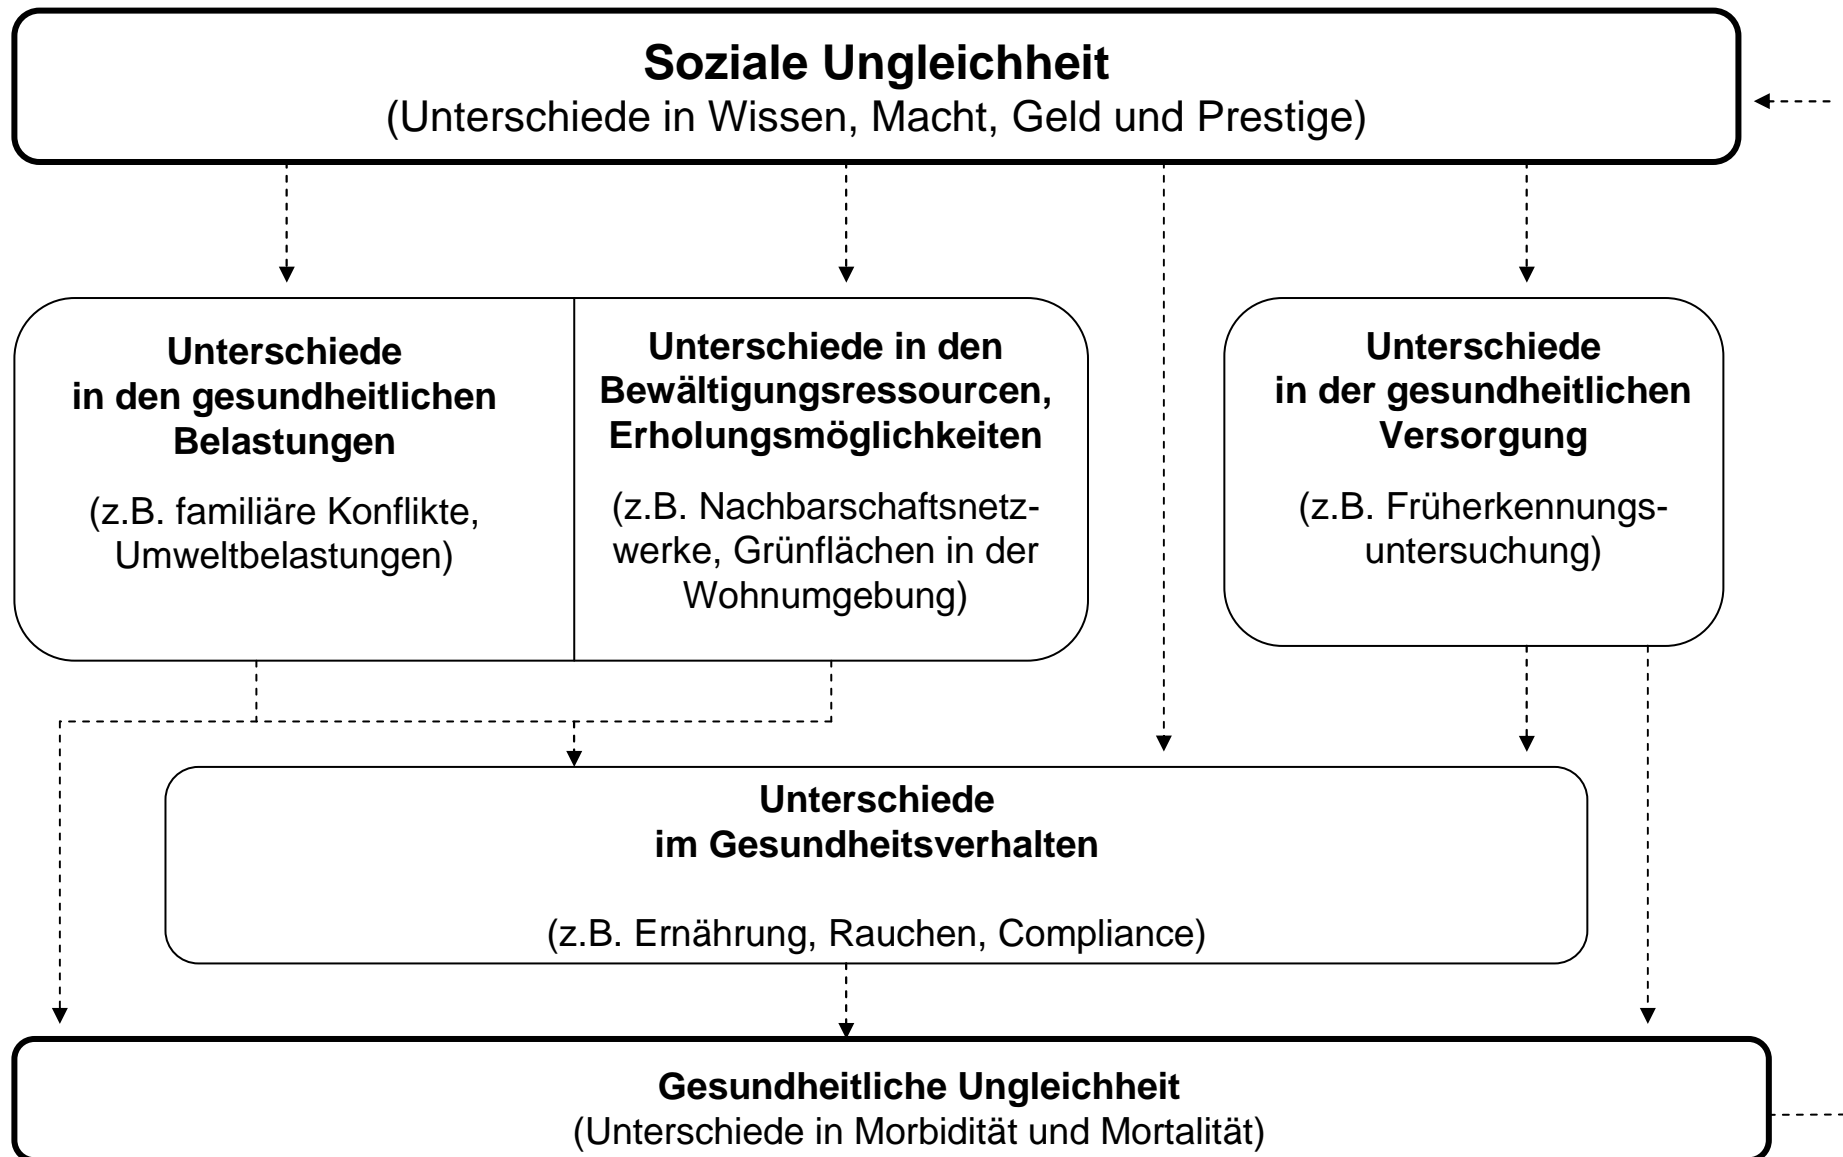 Soziale Ungleichheit
(Unterschiede in Wissen, Macht, Geld und Prestige)
Unterschiede
in den gesundheitlichen
Belastungen
(z.B. familiäre Konflikte,
Umweltbelastungen)
Unterschiede in den
Bewältigungsressourcen,
Erholungsmöglichkeiten
(z.B. Nachbarschaftsnetz-
werke, Grünflächen in der
Wohnumgebung)
Unterschiede
in der gesundheitlichen
Versorgung
(z.B. Früherkennungs-
untersuchung)
Unterschiede
im Gesundheitsverhalten
(z.B. Ernährung, Rauchen, Compliance)
Gesundheitliche Ungleichheit
(Unterschiede in Morbidität und Mortalität)